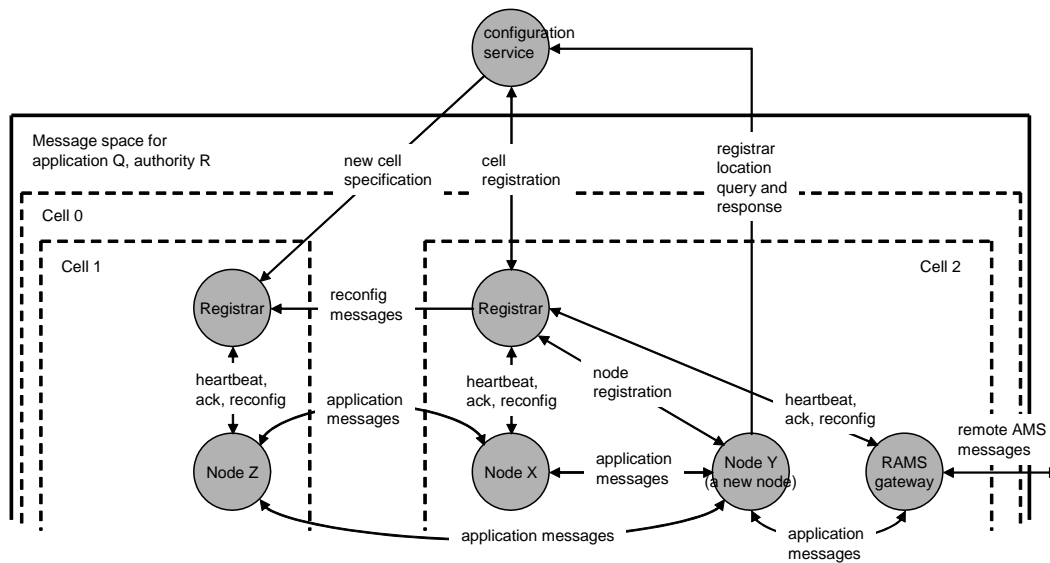 configuration
service
Message space for
application Q, authority R
new cell
specification
cell
registration
registrar
location
query and
response
Cell 0
Cell 1
Cell 2
Registrar
reconfig
messages
Registrar
heartbeat,
ack, reconfig
heartbeat,
ack, reconfig
node
registration
heartbeat,
ack, reconfig
application
messages
remote AMS
messages
Node Z
Node X
application
messages
Node Y
(a new node)
RAMS
gateway
application messages
application
messages